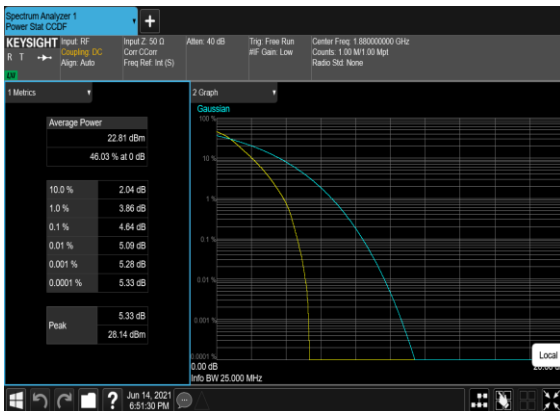 Spectrum Analyzer 1
Power Stat CCDF
KEYSIGHT
R T
LV
Input: RF
Coupling: DC
Align: Auto
Input Z: 50 Ω
Corr CCorr
Freq Ref: Int (S)
Atten: 40 dB
Trig: Free Run
#IF Gain: Low
Center Freq: 1.880000000 GHz
Counts: 1.00 M/1.00 Mpt
Radio Std: None
1 Metrics
Average Power
22.81 dBm
46.03 % at 0 dB
10.0 % 2.04 dB
1.0 % 3.86 dB
0.1 % 4.64 dB
0.01 % 5.09 dB
0.001 % 5.28 dB
0.0001 % 5.33 dB
Peak 5.33 dB
28.14 dBm
2 Graph
Gaussian
100 %
10 %
1 %
0.1 %
0.01 %
0.001 %
0.0001 %
0.00 dB
Info BW 25.000 MHz
Local
Jun 14, 2021
6:51:30 PM